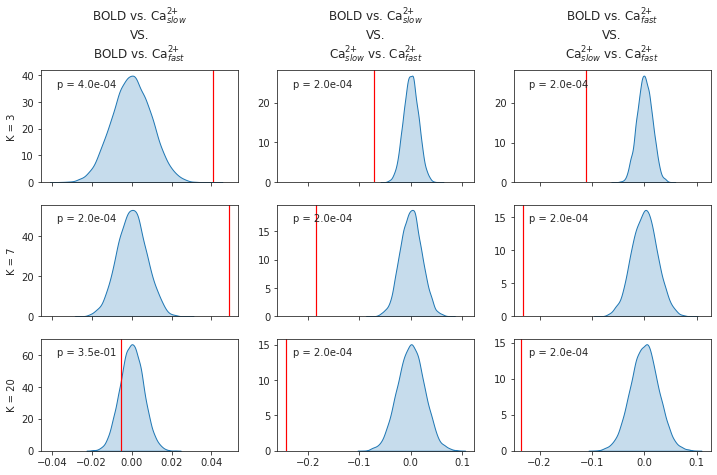 BOLD vs. Ca²⁺slow
VS.
BOLD vs. Ca²⁺fast
BOLD vs. Ca²⁺slow
VS.
Ca²⁺slow vs. Ca²⁺fast
BOLD vs. Ca²⁺fast
VS.
Ca²⁺slow vs. Ca²⁺fast
K = 3
40
30
20
10
0
p = 4.0e-04
20
10
0
p = 2.0e-04
20
10
0
p = 2.0e-04
K = 7
40
20
0
p = 2.0e-04
15
10
5
0
p = 2.0e-04
15
10
5
0
p = 2.0e-04
K = 20
60
40
20
0
p = 3.5e-01
15
10
5
0
p = 2.0e-04
15
10
5
0
p = 2.0e-04
−0.04 −0.02 0.00 0.02 0.04
−0.2 −0.1 0.0 0.1
−0.2 −0.1 0.0 0.1